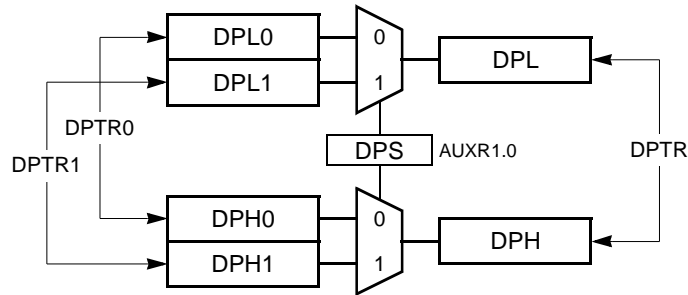 DPL0 0 DPL
DPL1 1
DPTR0
DPTR1
DPS AUXR1.0 DPTR
DPH0 0 DPH
DPH1 1